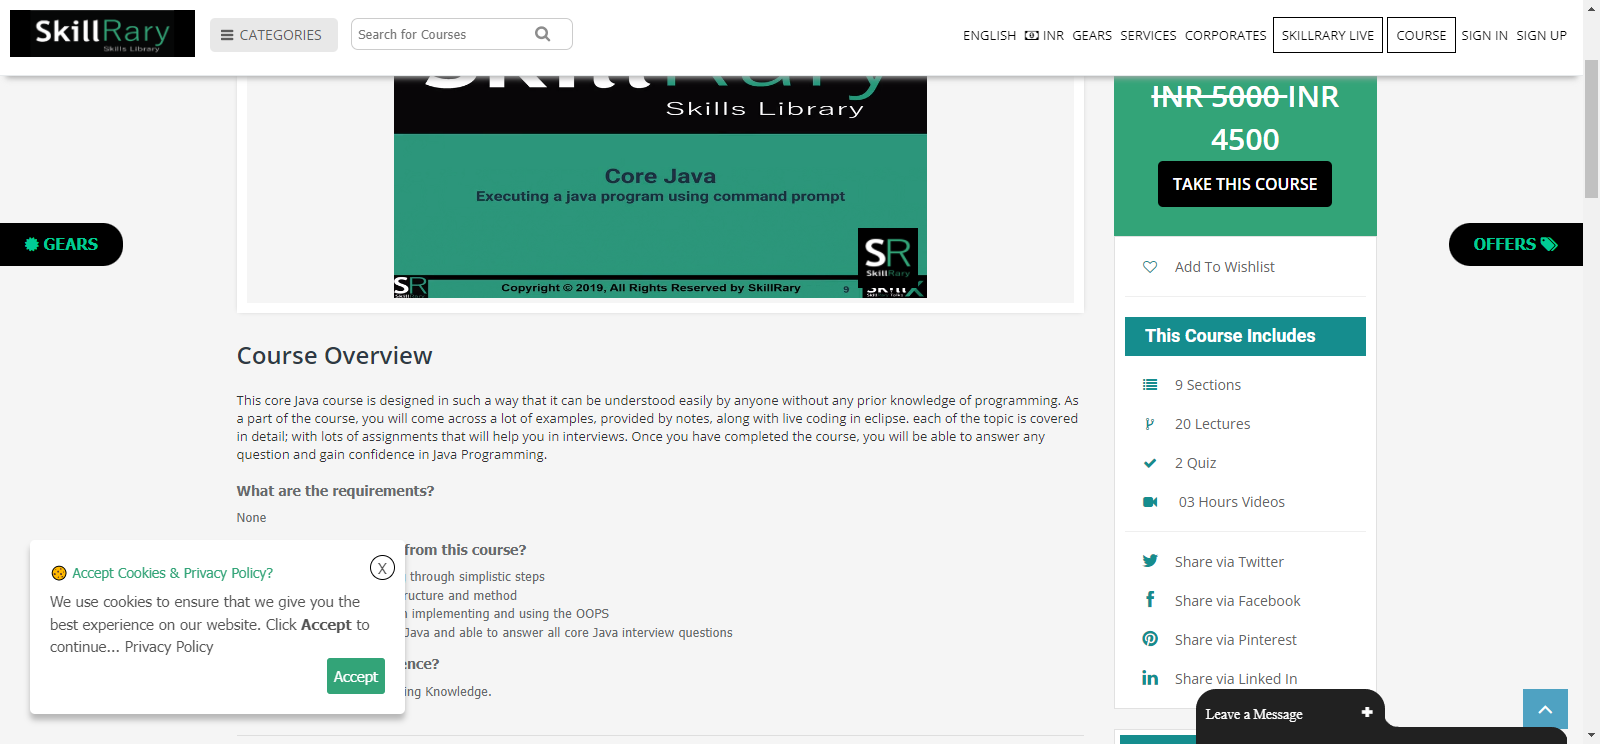 SkillRary
Skills Library
CATEGORIES
Search for Courses
ENGLISH INR GEARS SERVICES CORPORATES SKILLRARY LIVE COURSE SIGN IN SIGN UP
SkillRary
Skills Library
Core Java
Executing a java program using command prompt
SR
SkillRary
SR
Copyright © 2019, All Rights Reserved by SkillRary 9
INR 5000 INR
4500
TAKE THIS COURSE
GEARS
OFFERS
Add To Wishlist
This Course Includes
9 Sections
20 Lectures
2 Quiz
03 Hours Videos
Share via Twitter
Share via Facebook
Share via Pinterest
Share via Linked In
Course Overview
This core Java course is designed in such a way that it can be understood easily by anyone without any prior knowledge of programming. As
a part of the course, you will come across a lot of examples, provided by notes, along with live coding in eclipse. each of the topic is covered
in detail; with lots of assignments that will help you in interviews. Once you have completed the course, you will be able to answer any
question and gain confidence in Java Programming.
What are the requirements?
None
from this course?
through simplistic steps
ructure and method
implementing and using the OOPS
Java and able to answer all core Java interview questions
ence?
ing Knowledge.
Accept Cookies & Privacy Policy?
X
We use cookies to ensure that we give you the
best experience on our website. Click Accept to
continue... Privacy Policy
Accept
Leave a Message